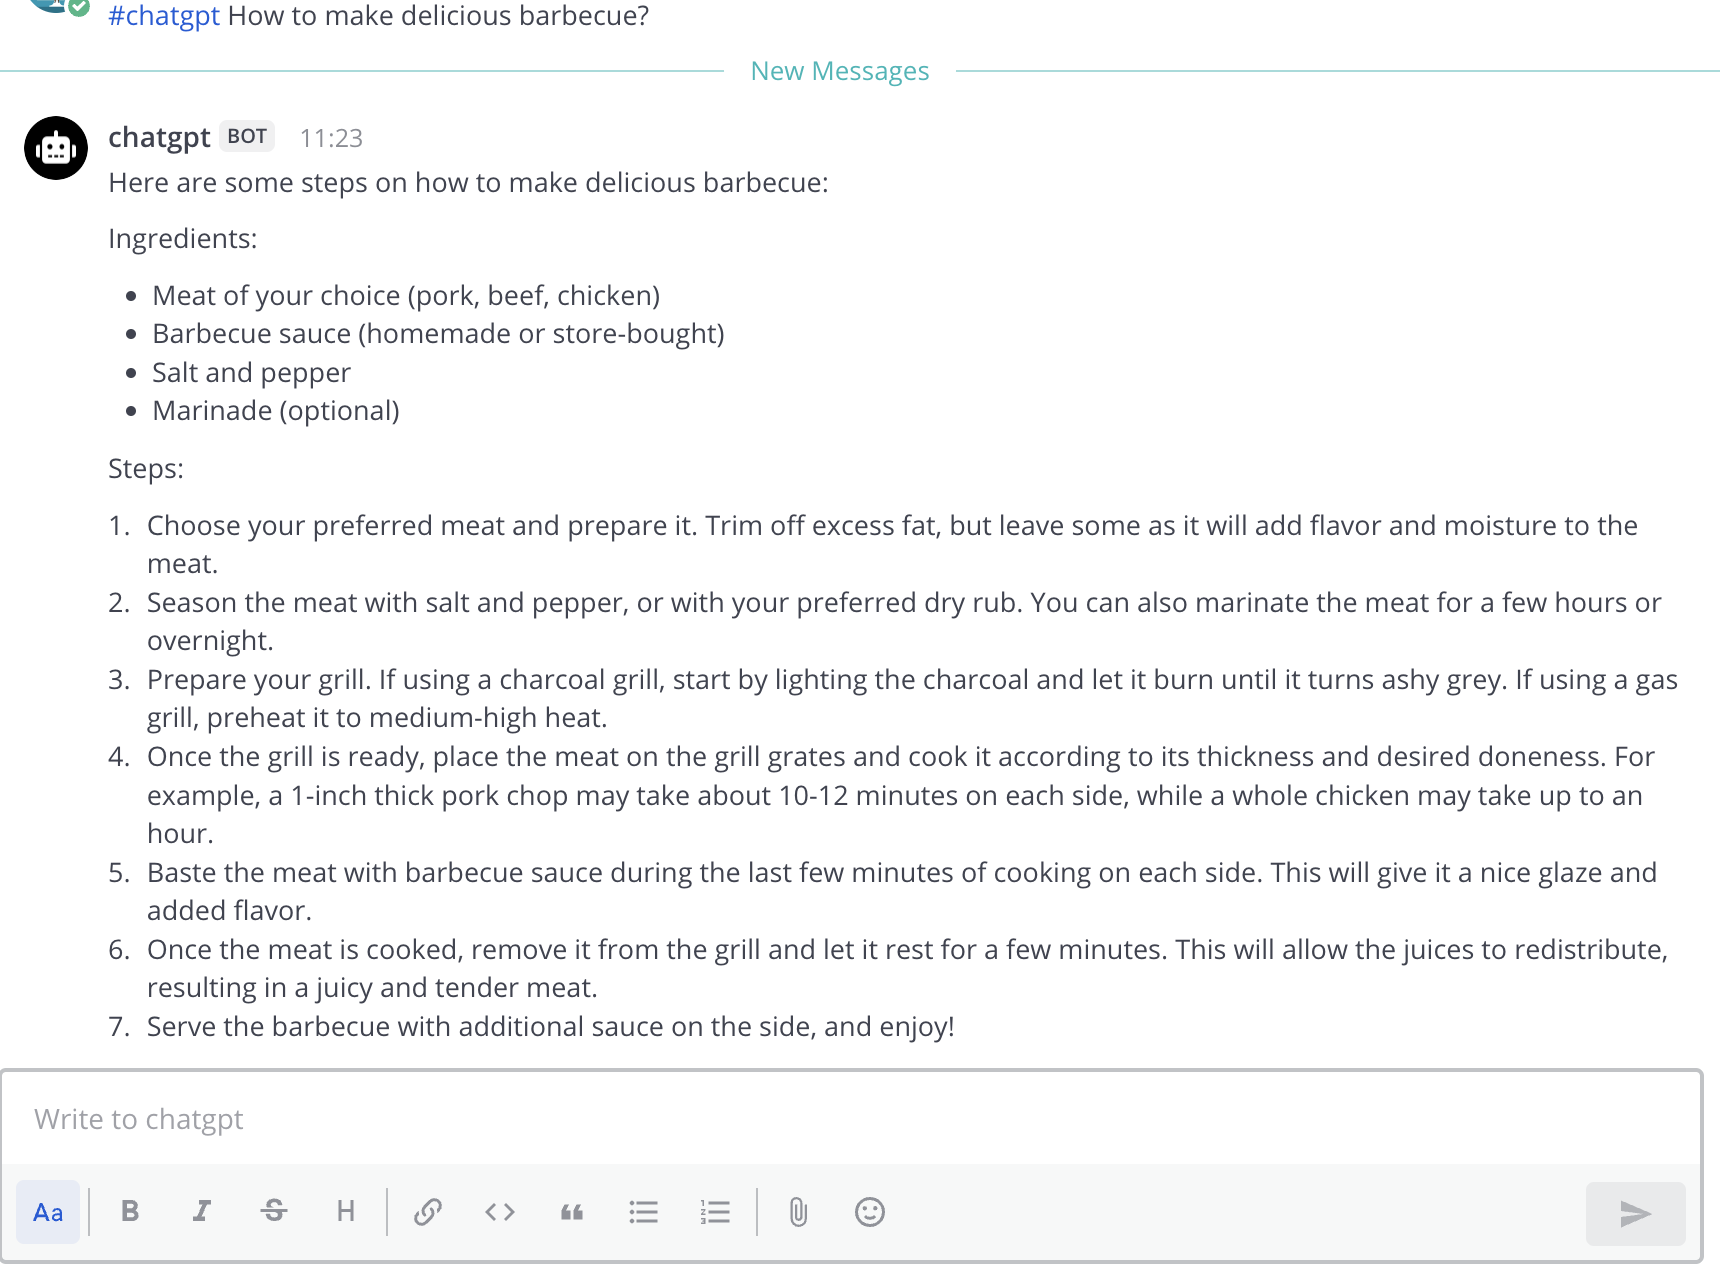 #chatgpt How to make delicious barbecue?
New Messages
chatgpt BOT 11:23
Here are some steps on how to make delicious barbecue:
Ingredients:
• Meat of your choice (pork, beef, chicken)
• Barbecue sauce (homemade or store-bought)
• Salt and pepper
• Marinade (optional)
Steps:
1. Choose your preferred meat and prepare it. Trim off excess fat, but leave some as it will add flavor and moisture to the
meat.
2. Season the meat with salt and pepper, or with your preferred dry rub. You can also marinate the meat for a few hours or
overnight.
3. Prepare your grill. If using a charcoal grill, start by lighting the charcoal and let it burn until it turns ashy grey. If using a gas
grill, preheat it to medium-high heat.
4. Once the grill is ready, place the meat on the grill grates and cook it according to its thickness and desired doneness. For
example, a 1-inch thick pork chop may take about 10-12 minutes on each side, while a whole chicken may take up to an
hour.
5. Baste the meat with barbecue sauce during the last few minutes of cooking on each side. This will give it a nice glaze and
added flavor.
6. Once the meat is cooked, remove it from the grill and let it rest for a few minutes. This will allow the juices to redistribute,
resulting in a juicy and tender meat.
7. Serve the barbecue with additional sauce on the side, and enjoy!
Write to chatgpt
Aa B I S H